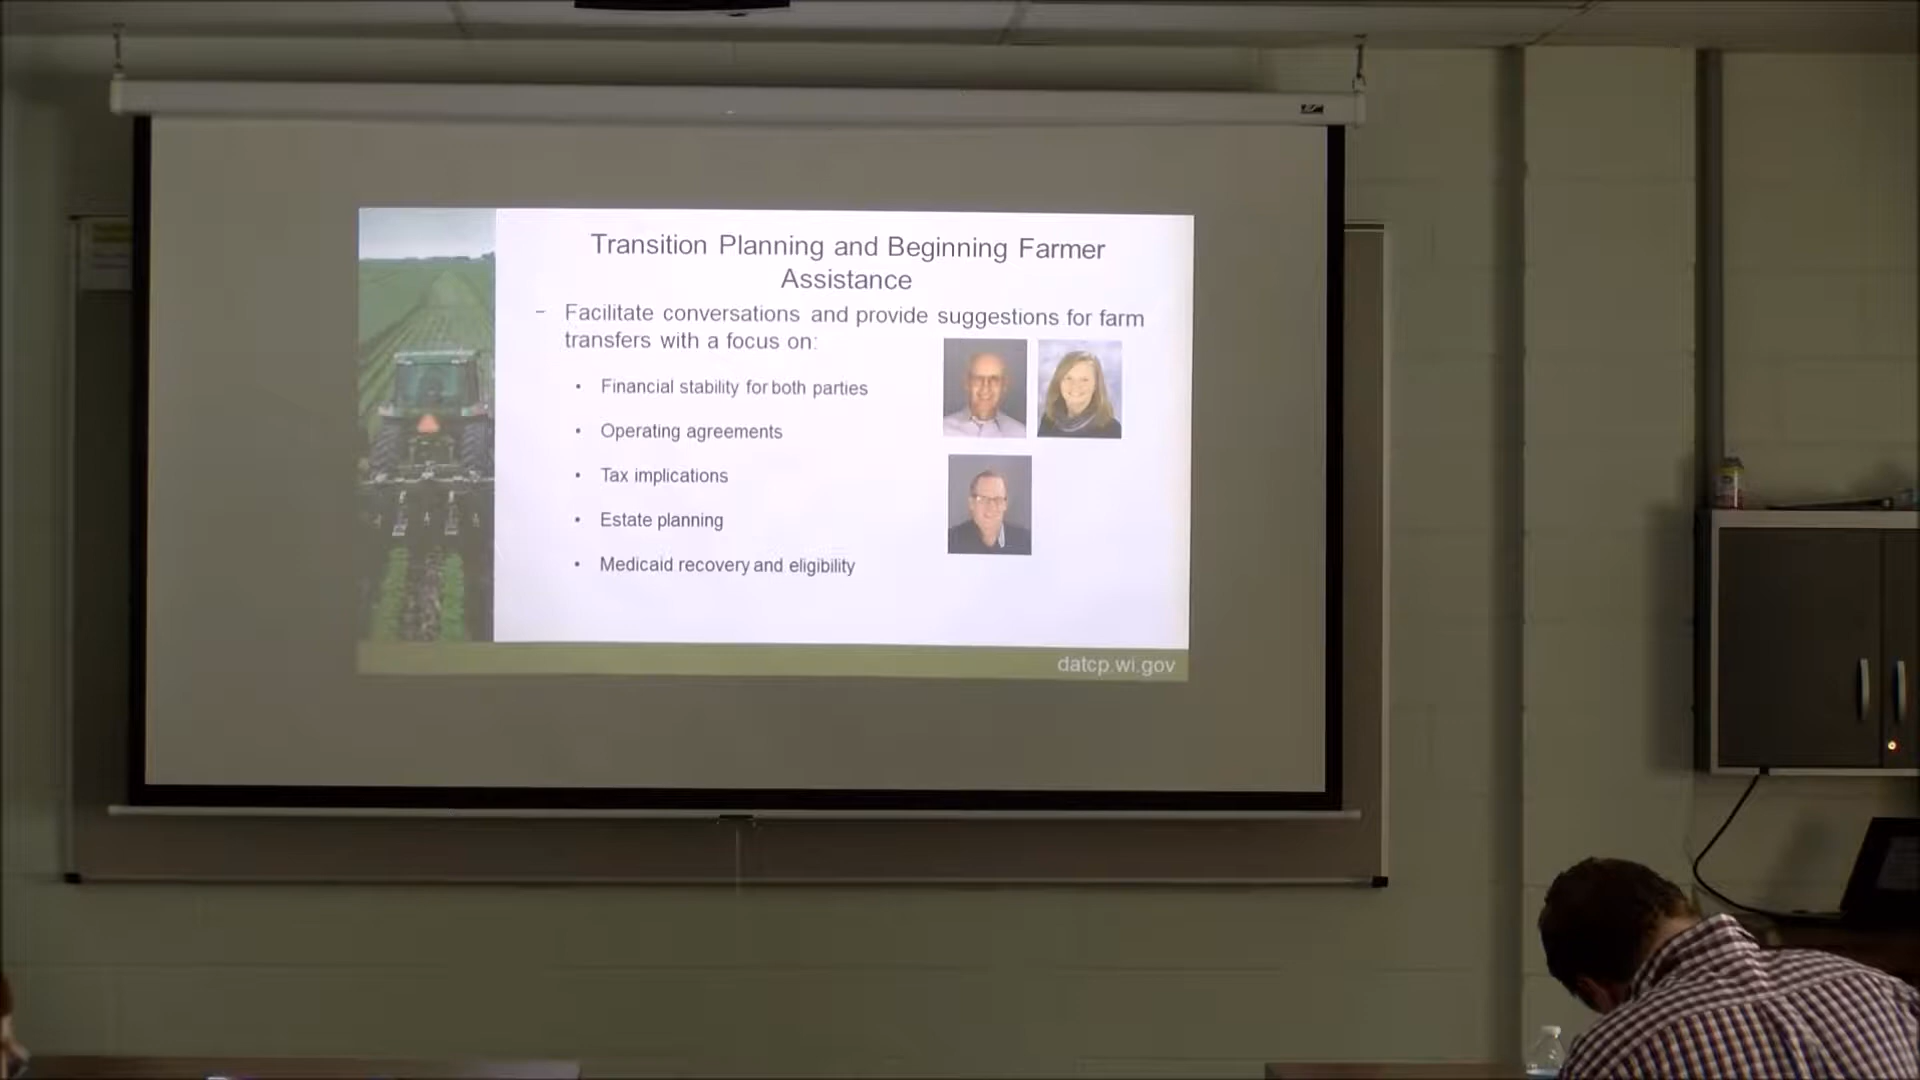 Transition Planning and Beginning Farmer
Assistance
– Facilitate conversations and provide suggestions for farm
transfers with a focus on:
• Financial stability for both parties
• Operating agreements
• Tax implications
• Estate planning
• Medicaid recovery and eligibility
datcp.wi.gov